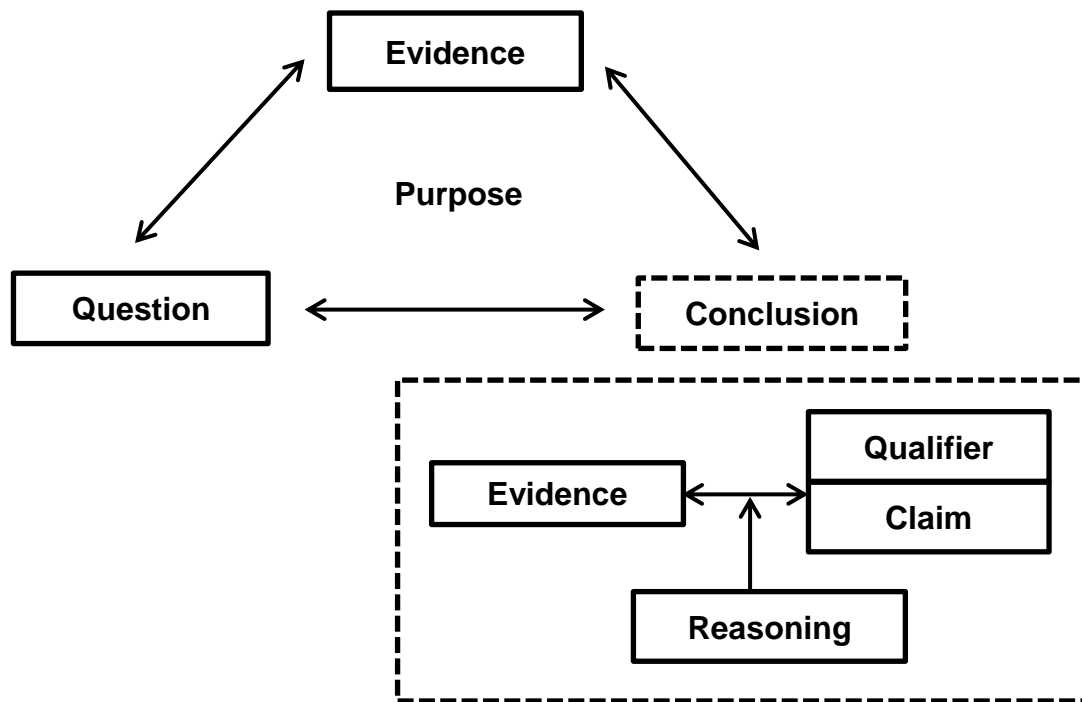 Evidence
Purpose
Question
Conclusion
Qualifier
Evidence
Claim
Reasoning